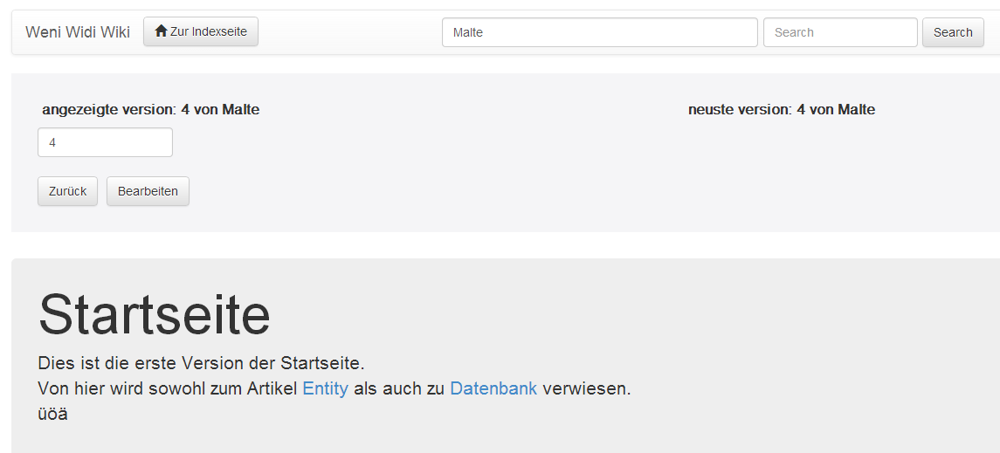 Weni Widi Wiki Zur Indexseite Malte Search Search
angezeigte version: 4 von Malte neuste version: 4 von Malte
4
Zurück Bearbeiten
Startseite
Dies ist die erste Version der Startseite.
Von hier wird sowohl zum Artikel Entity als auch zu Datenbank verwiesen.
üöä